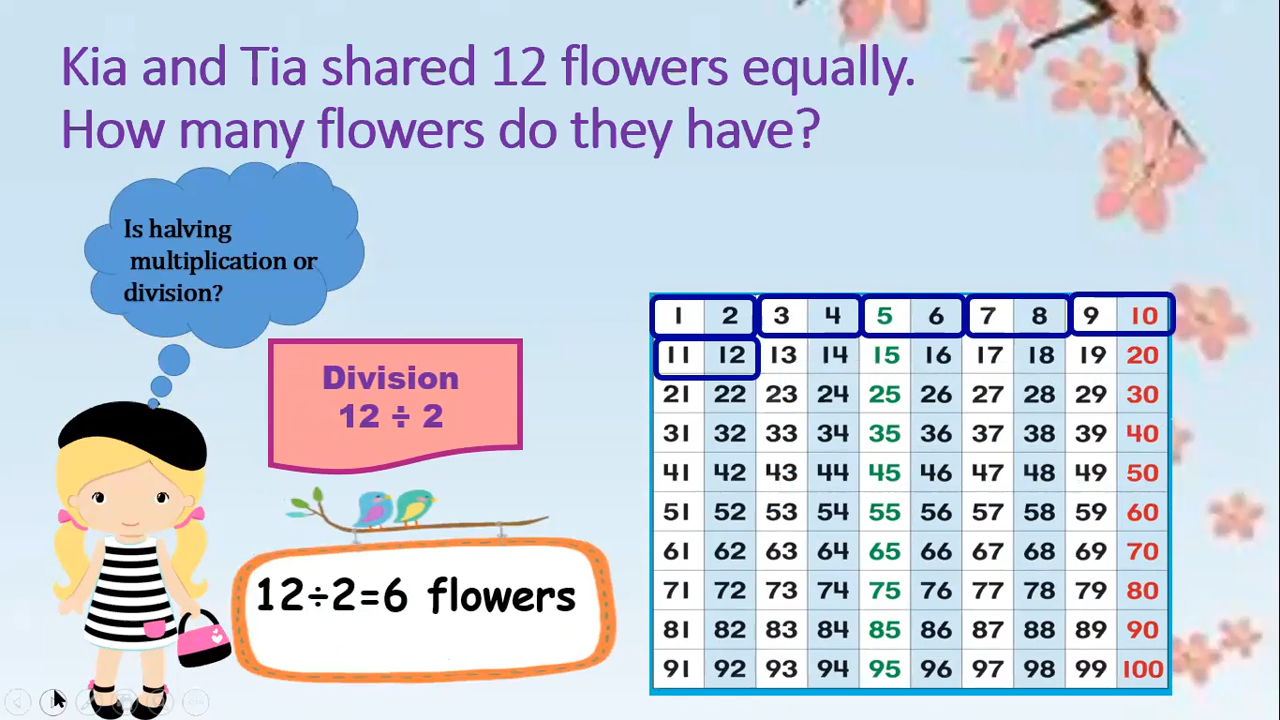 Kia and Tia shared 12 flowers equally.
How many flowers do they have?
Is halving
multiplication or
division?
Division
12 ÷ 2
12÷2=6 flowers
1 2 3 4 5 6 7 8 9 10
11 12 13 14 15 16 17 18 19 20
21 22 23 24 25 26 27 28 29 30
31 32 33 34 35 36 37 38 39 40
41 42 43 44 45 46 47 48 49 50
51 52 53 54 55 56 57 58 59 60
61 62 63 64 65 66 67 68 69 70
71 72 73 74 75 76 77 78 79 80
81 82 83 84 85 86 87 88 89 90
91 92 93 94 95 96 97 98 99 100